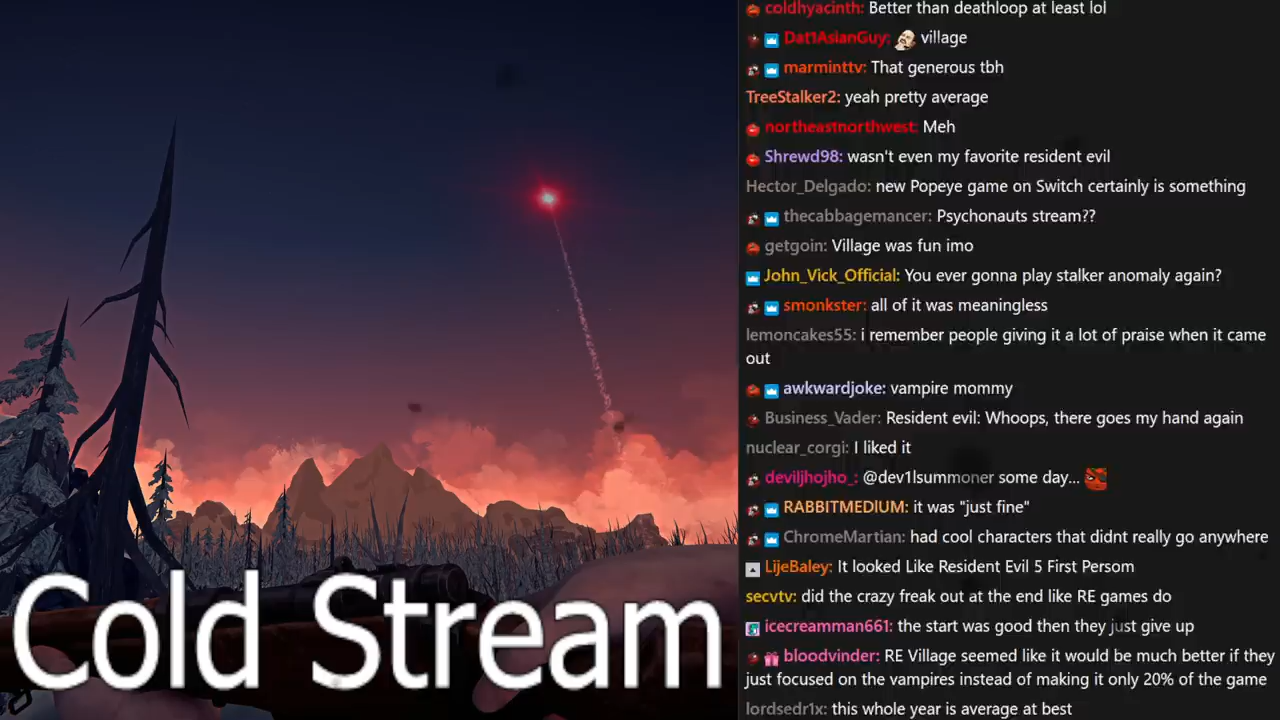 coldhyacinth: Better than deathloop at least lol
Dat1AsianGuy: village
marminttv: That generous tbh
TreeStalker2: yeah pretty average
northeastnorthwest: Meh
Shrewd98: wasn't even my favorite resident evil
Hector_Delgado: new Popeye game on Switch certainly is something
thecabbagemancer: Psychonauts stream??
getgoin: Village was fun imo
John_Vick_Official: You ever gonna play stalker anomaly again?
smonkster: all of it was meaningless
lemoncakes55: i remember people giving it a lot of praise when it came
out
awkwardjoke: vampire mommy
Business_Vader: Resident evil: Whoops, there goes my hand again
nuclear_corgi: I liked it
deviljhojho_: @dev1lsummoner some day...
RABBITMEDIUM: it was "just fine"
ChromeMartian: had cool characters that didnt really go anywhere
LijeBaley: It looked Like Resident Evil 5 First Persom
secvtv: did the crazy freak out at the end like RE games do
icecreamman661: the start was good then they just give up
bloodvinder: RE Village seemed like it would be much better if they
just focused on the vampires instead of making it only 20% of the game
lordsedr1x: this whole year is average at best
Cold Stream